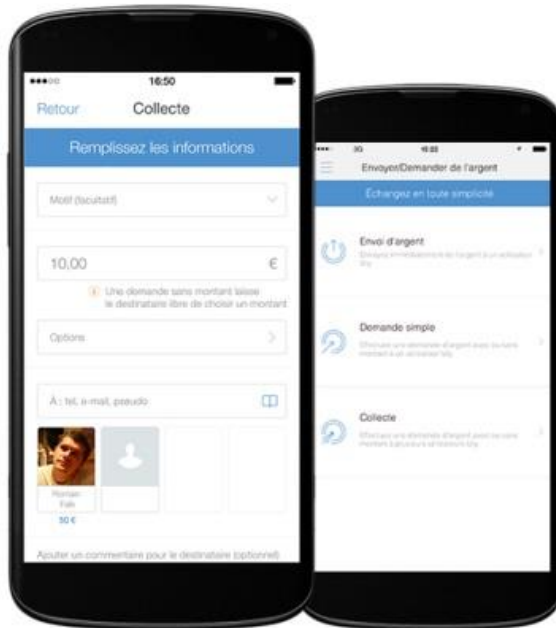 16:50
Retour
Collecte
Remplissez les informations
Motif (facultatif)
10,00 €
Une demande sans montant laisse
le destinataire libre de choisir un montant
Options
À : tel, e-mail, pseudo
Romain
50 €
Ajouter un commentaire pour le destinataire (optionnel)
3G
Envoyer/Demander de l'argent
Échangez en toute simplicité
Envoi d'argent
Demande simple
Collecte